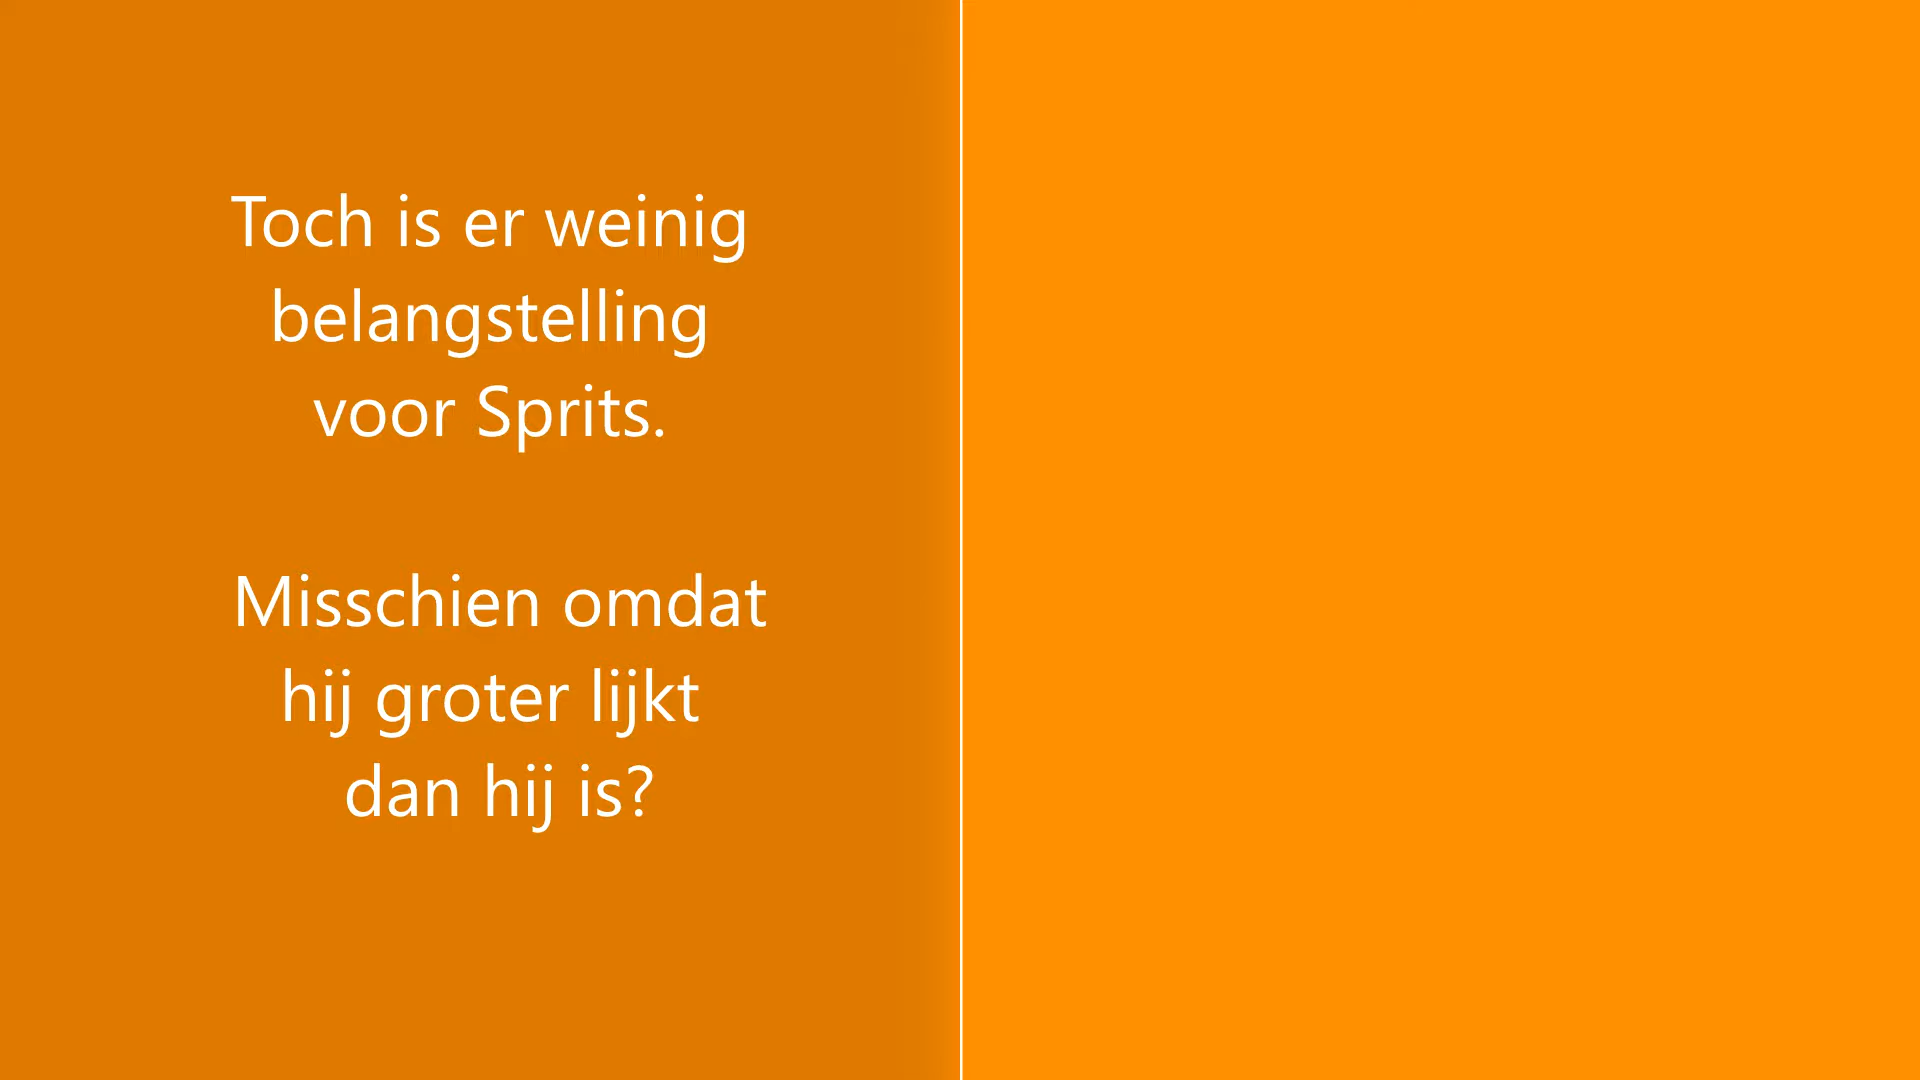 Toch is er weinig
belangstelling
voor Sprits.
Misschien omdat
hij groter lijkt
dan hij is?